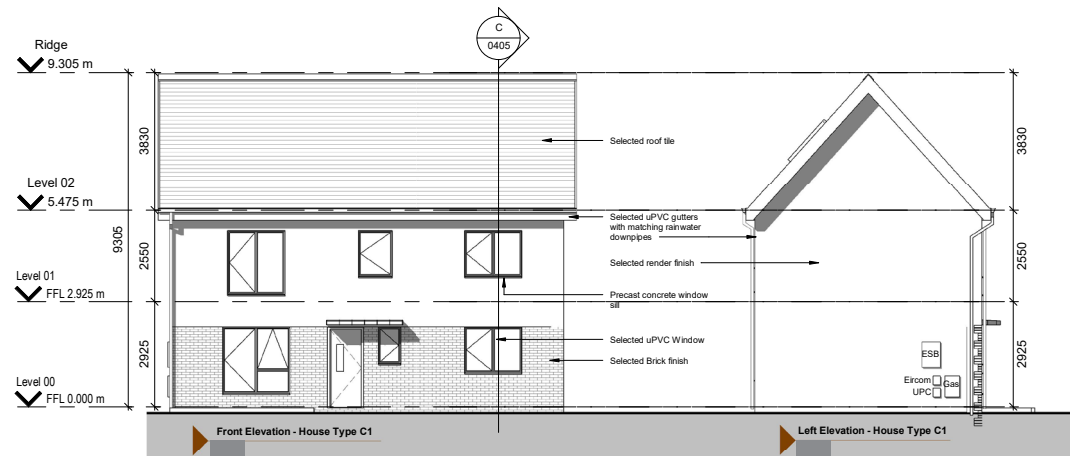 C
0405
Ridge
9.305 m
Level 02
5.475 m
Level 01
FFL 2.925 m
Level 00
FFL 0.000 m
9305
3830
2550
2925
Selected roof tile
Selected uPVC gutters
with matching rainwater
downpipes
Selected render finish
Precast concrete window
sill
Selected uPVC Window
Selected Brick finish
3830
2550
2925
ESB
Eircom
Gas
UPC
Front Elevation - House Type C1
Left Elevation - House Type C1